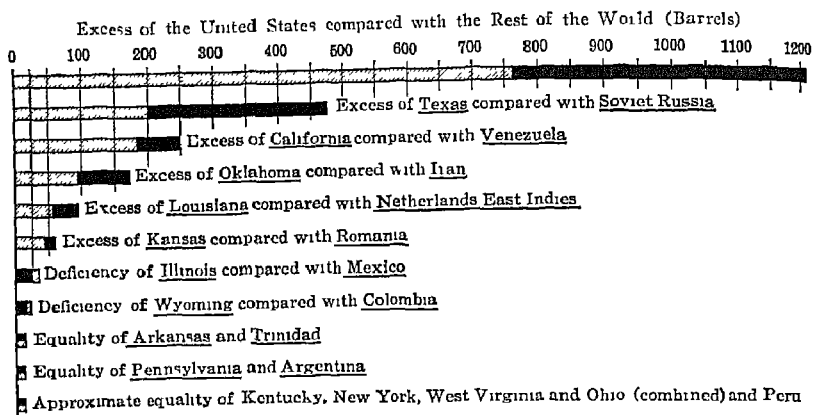 Excess of the United States compared with the Rest of the World (Barrels)
0 100 200 300 400 500 600 700 800 900 1000 1100 1200
Excess of Texas compared with Soviet Russia
Excess of California compared with Venezuela
Excess of Oklahoma compared with Iran
Excess of Louisiana compared with Netherlands East Indies
Excess of Kansas compared with Romania
Deficiency of Illinois compared with Mexico
Deficiency of Wyoming compared with Colombia
Equality of Arkansas and Trinidad
Equality of Pennsylvania and Argentina
Approximate equality of Kentucky, New York, West Virginia and Ohio (combined) and Peru